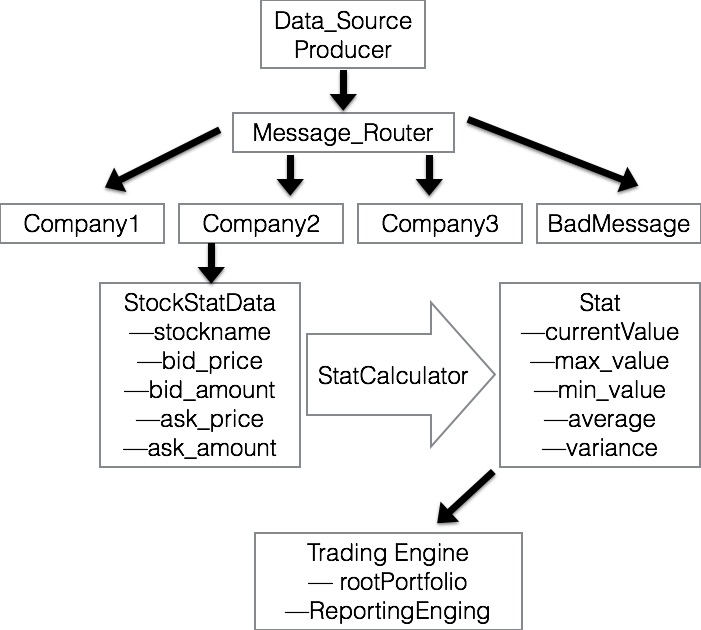 Data_Source
Producer
Message_Router
Company1
Company2
Company3
BadMessage
StockStatData
—stockname
—bid_price
—bid_amount
—ask_price
—ask_amount
StatCalculator
Stat
—currentValue
—max_value
—min_value
—average
—variance
Trading Engine
— rootPortfolio
—ReportingEnging